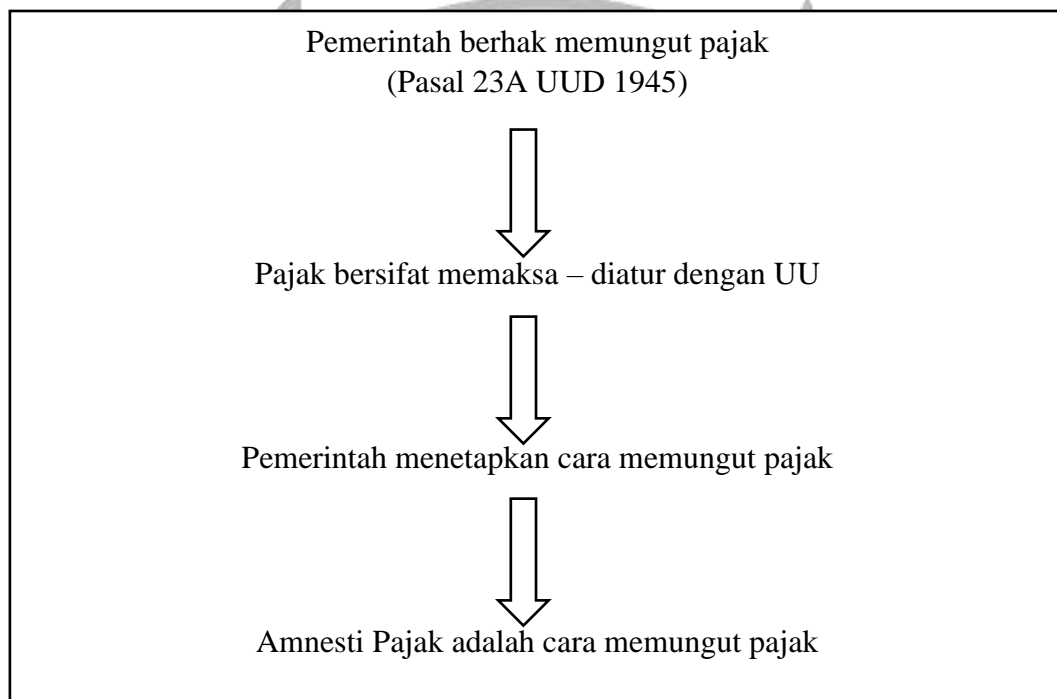 Pemerintah berhak memungut pajak
(Pasal 23A UUD 1945)
Pajak bersifat memaksa – diatur dengan UU
Pemerintah menetapkan cara memungut pajak
Amnesti Pajak adalah cara memungut pajak